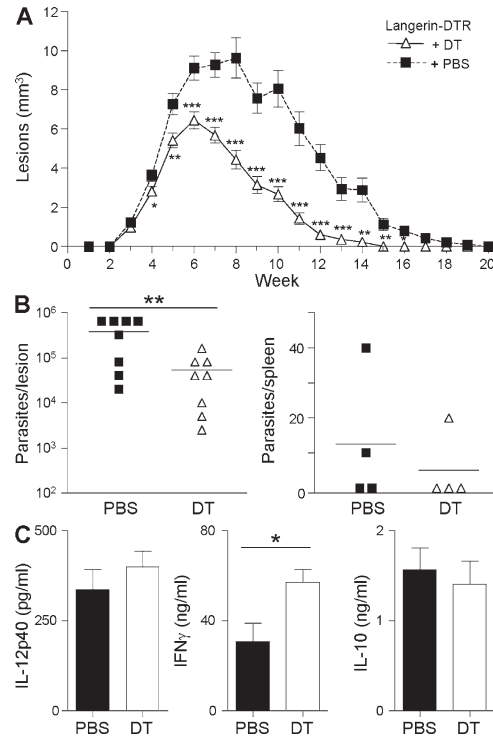 A
Langerin-DTR
+ DT
+ PBS
Lesions (mm³)
12
10
8
6
4
2
0
*
**
***
***
***
***
***
***
***
***
**
**
*
0 2 4 6 8 10 12 14 16 18 20
Week
B
**
Parasites/lesion
10⁶
10⁵
10⁴
10³
10²
PBS DT
Parasites/spleen
40
20
0
PBS DT
C
IL-12p40 (pg/ml)
500
250
0
PBS DT
*
IFNγ (ng/ml)
80
40
0
PBS DT
IL-10 (ng/ml)
2
1
0
PBS DT